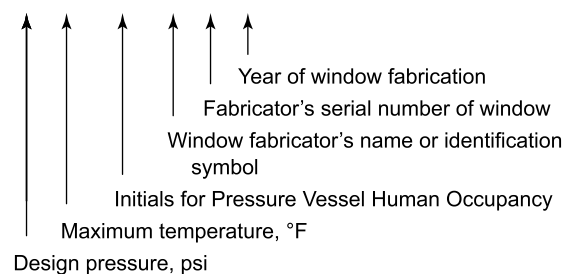 Year of window fabrication
Fabricator’s serial number of window
Window fabricator’s name or identification
symbol
Initials for Pressure Vessel Human Occupancy
Maximum temperature, °F
Design pressure, psi